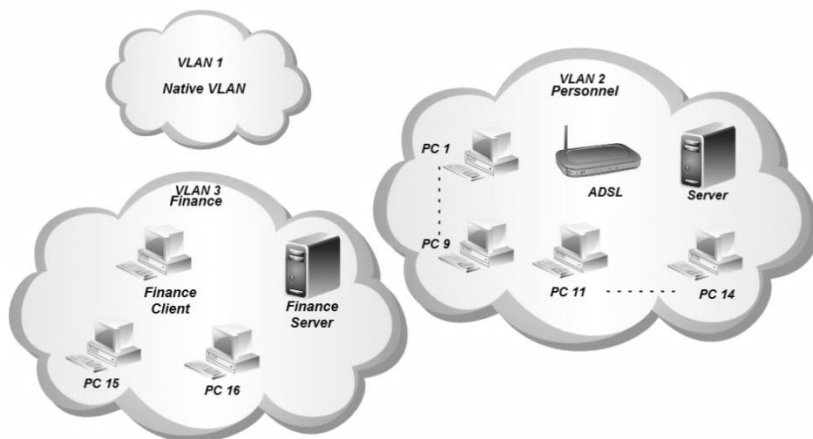 VLAN 1
Native VLAN
VLAN 2
Personnel
PC 1
ADSL
Server
PC 9
PC 11
PC 14
VLAN 3
Finance
Finance
Client
Finance
Server
PC 15
PC 16